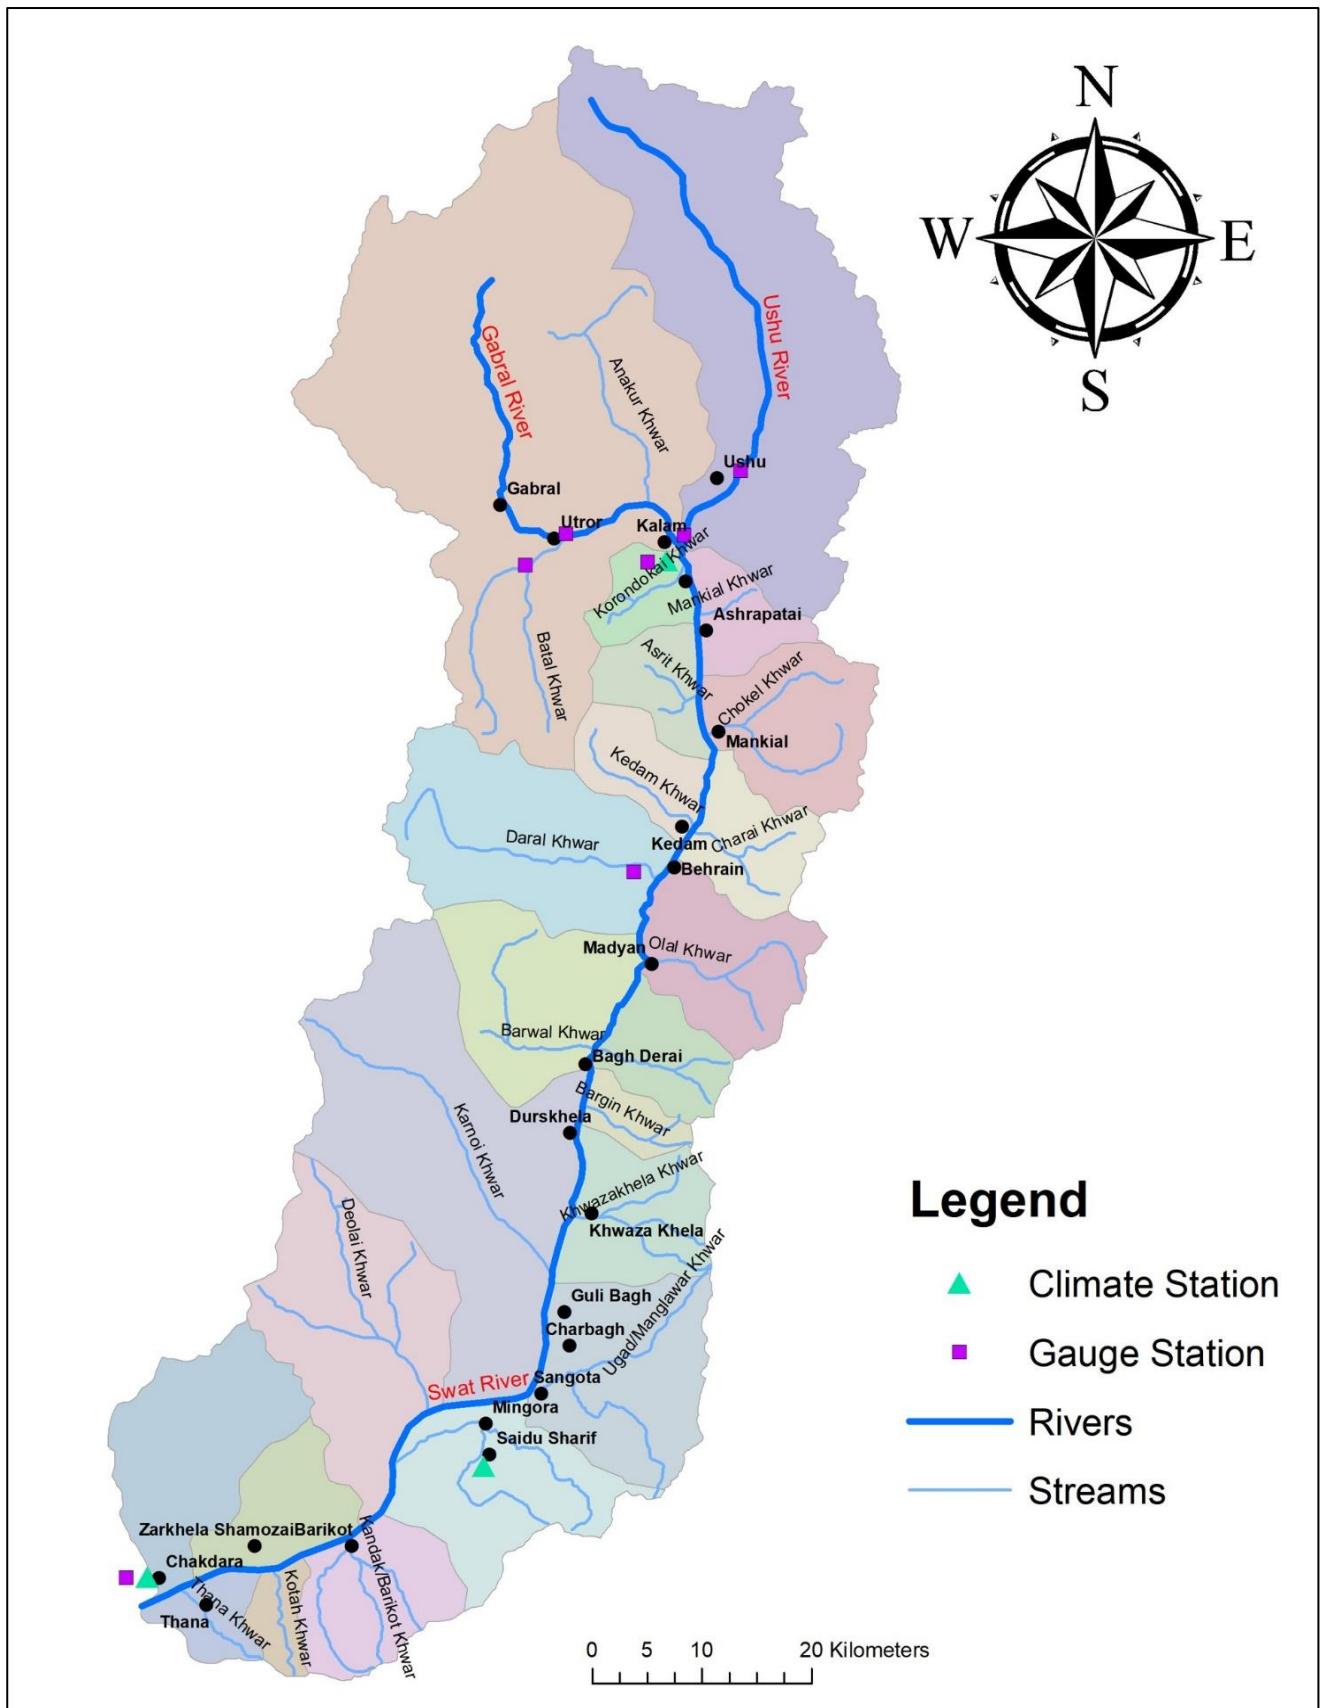 N
W
E
S
Ushu River
Gabral River
Anakur Khwar
Ushu
Gabral
Utror
Kalam
Korondokai Khwar
Mankial Khwar
Ashrapatai
Batal Khwar
Asrit Khwar
Chokel Khwar
Mankial
Kedam Khwar
Charai Khwar
Daral Khwar
Kedam
Behrain
Madyan
Olal Khwar
Barwal Khwar
Bagh Derai
Bargin Khwar
Durskhela
Karnoi Khwar
Khwazakhela Khwar
Khwaza Khela
Deolai Khwar
Ugad/Manglawar Khwar
Guli Bagh
Charbagh
Sangota
Swat River
Mingora
Saidu Sharif
Zarkhela Shamozai
Barikot
Kandak/Barikot Khwar
Chakdara
Thana Khwar
Kotah Khwar
Thana
Legend
Climate Station
Gauge Station
Rivers
Streams
0 5 10 20 Kilometers